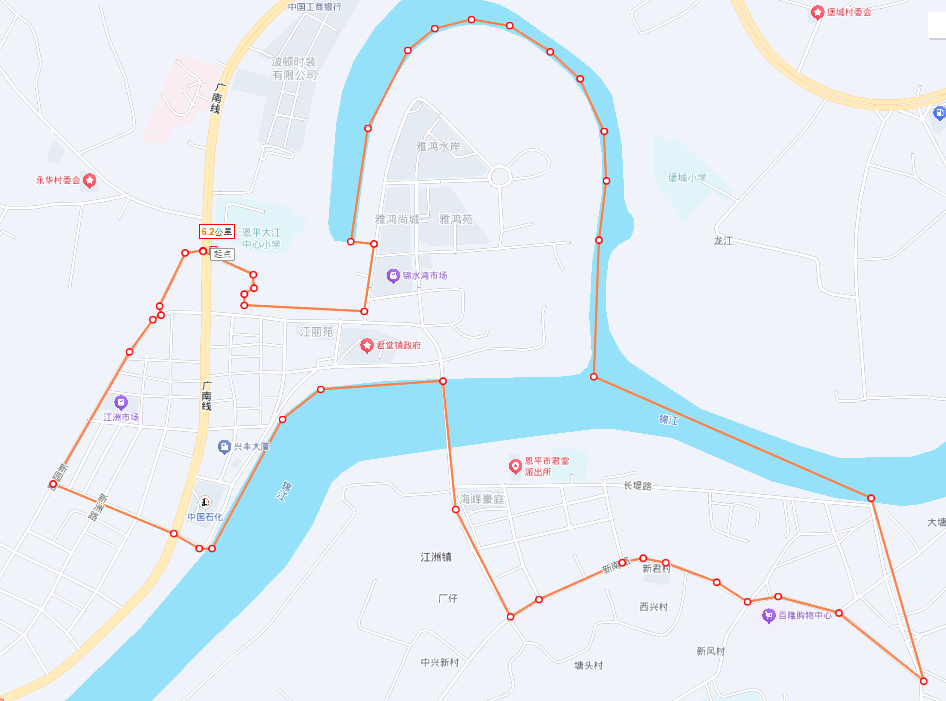 中国工商银行
堡城村委会
波顿时装
有限公司
广南线
雅鸿水岸
永华村委会
堡城小学
雅鸿尚城
雅鸿苑
6.2公里
恩平大江
中心小学
龙江
起点
锦水湾市场
江丽苑
君堂镇政府
广南线
江洲市场
锦江
兴丰大厦
恩平市君堂
派出所
新园路
锦江
长堤路
海峰豪庭
新洲路
中国石化
大塘
江洲镇
新南路
新君村
厂仔
西兴村
百隆购物中心
新风村
中兴新村
塘头村